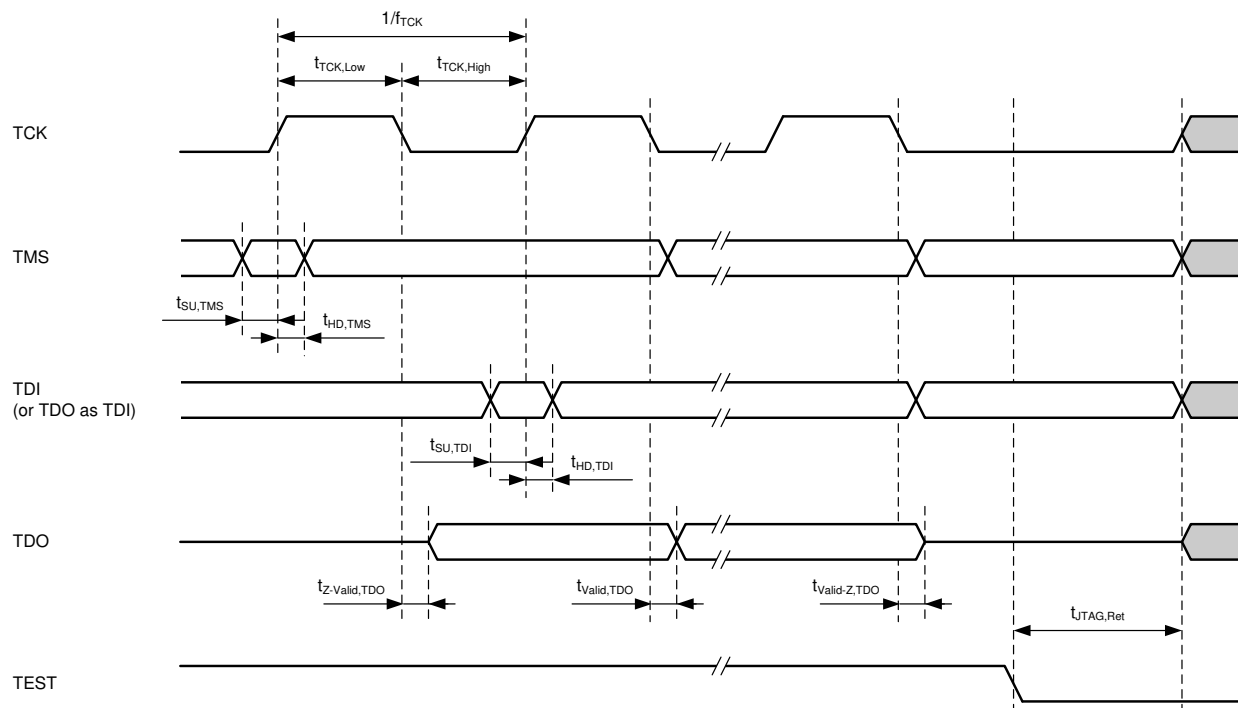 1/fTCK
tTCK,Low
tTCK,High
TCK
TMS
tSU,TMS
tHD,TMS
TDI
(or TDO as TDI)
tSU,TDI
tHD,TDI
TDO
tZ-Valid,TDO
tValid,TDO
tValid-Z,TDO
tJTAG,Ret
TEST